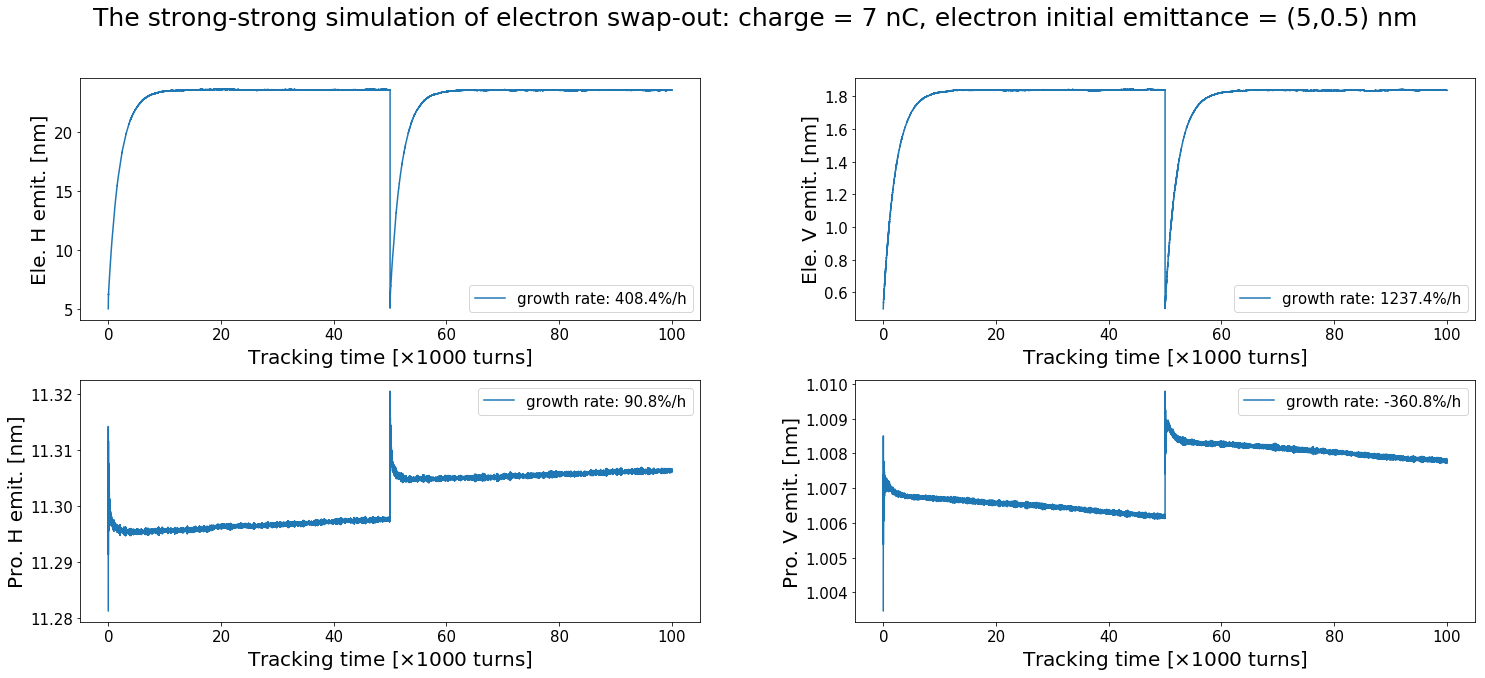 The strong-strong simulation of electron swap-out: charge = 7 nC, electron initial emittance = (5,0.5) nm
Ele. H emit. [nm]
20
15
10
5
growth rate: 408.4%/h
0 20 40 60 80 100
Tracking time [×1000 turns]
Ele. V emit. [nm]
1.8
1.6
1.4
1.2
1.0
0.8
0.6
growth rate: 1237.4%/h
0 20 40 60 80 100
Tracking time [×1000 turns]
Pro. H emit. [nm]
11.32
11.31
11.30
11.29
11.28
growth rate: 90.8%/h
0 20 40 60 80 100
Tracking time [×1000 turns]
Pro. V emit. [nm]
1.010
1.009
1.008
1.007
1.006
1.005
1.004
growth rate: -360.8%/h
0 20 40 60 80 100
Tracking time [×1000 turns]